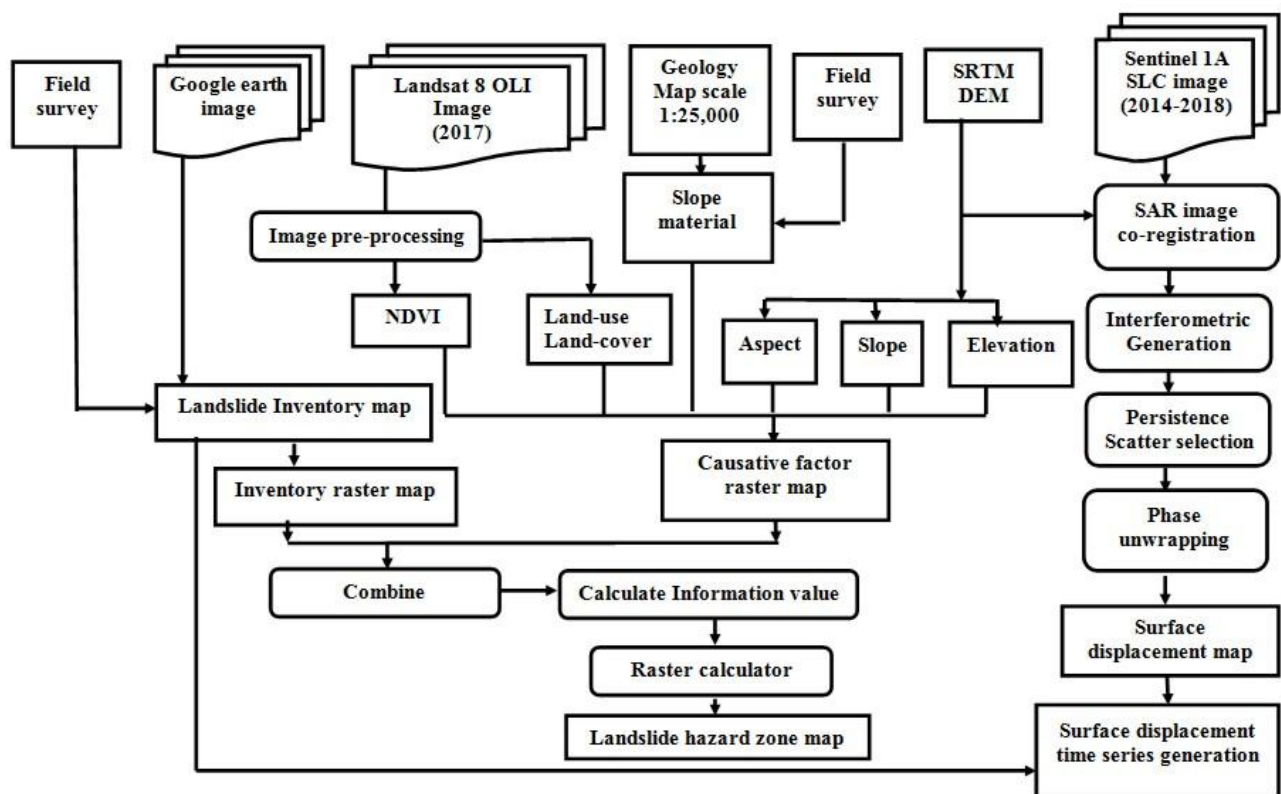 Field
survey
Google earth
image
Landsat 8 OLI
Image
(2017)
Geology
Map scale
1:25,000
Field
survey
SRTM
DEM
Sentinel 1A
SLC image
(2014-2018)
Slope
material
SAR image
co-registration
Image pre-processing
NDVI
Land-use
Land-cover
Aspect
Slope
Elevation
Interferometric
Generation
Landslide Inventory map
Persistence
Scatter selection
Inventory raster map
Causative factor
raster map
Phase
unwrapping
Combine
Calculate Information value
Surface
displacement map
Raster calculator
Landslide hazard zone map
Surface displacement
time series generation